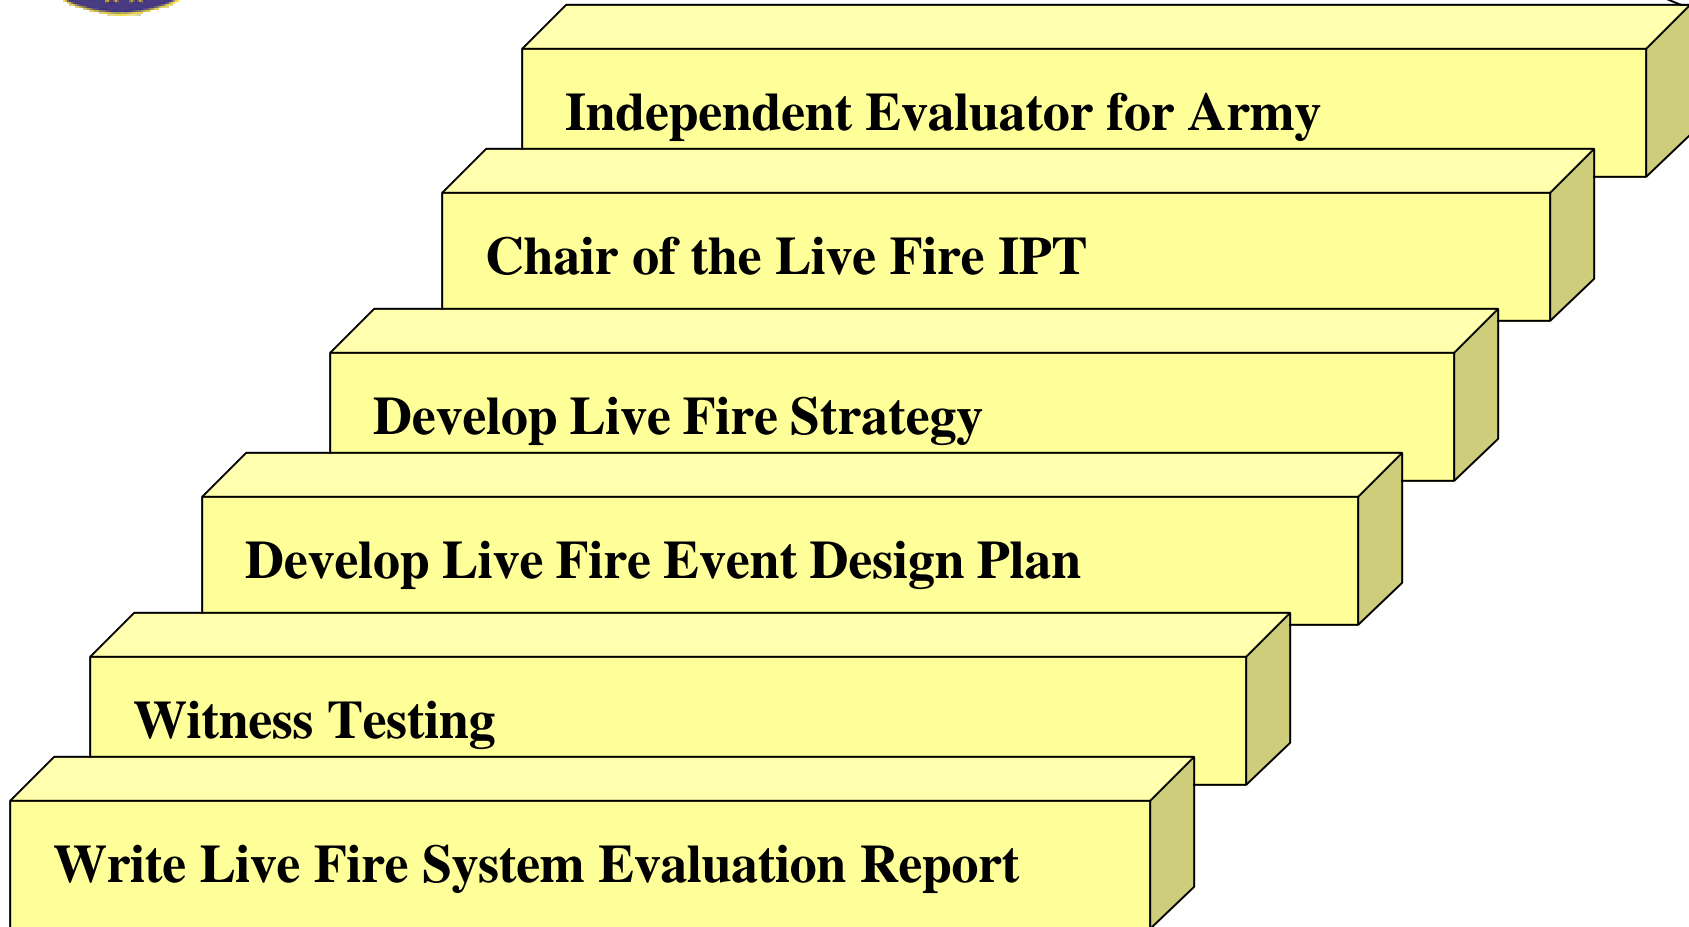 Independent Evaluator for Army
Chair of the Live Fire IPT
Develop Live Fire Strategy
Develop Live Fire Event Design Plan
Witness Testing
Write Live Fire System Evaluation Report